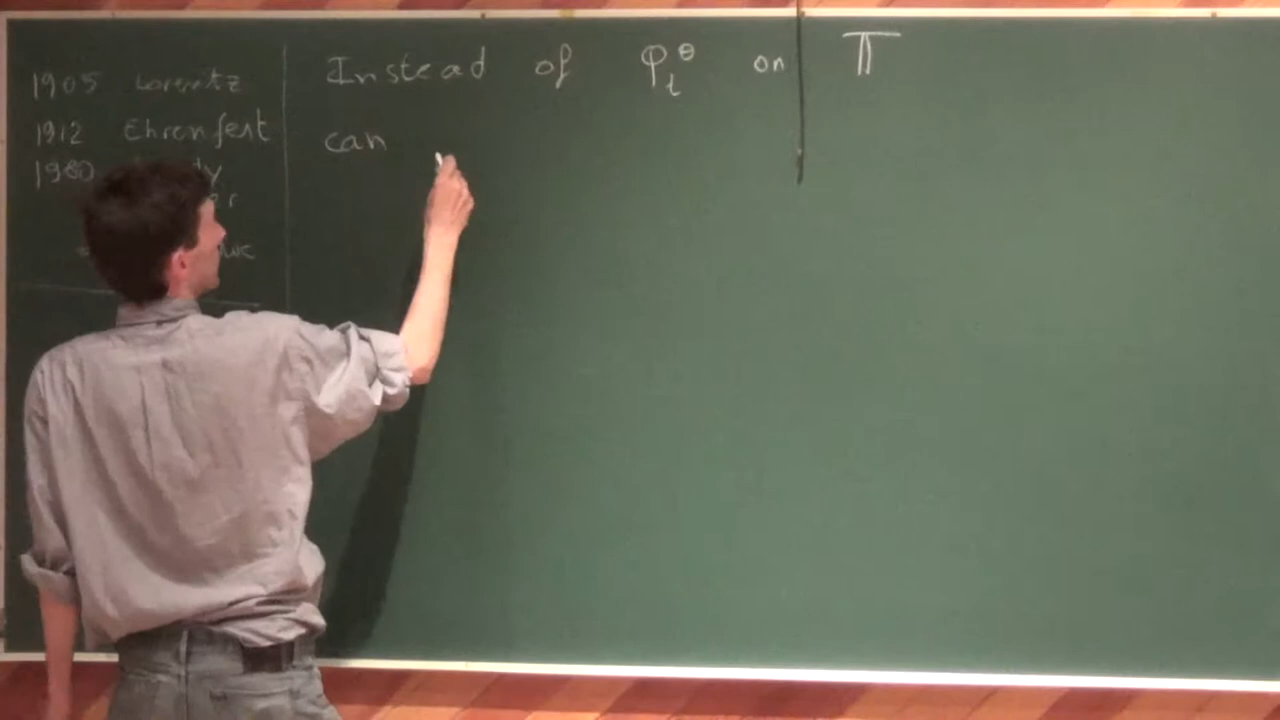 1905 Lorentz
1912 Ehrenfest
1980
Instead of φ_t^θ on 𝕋
can